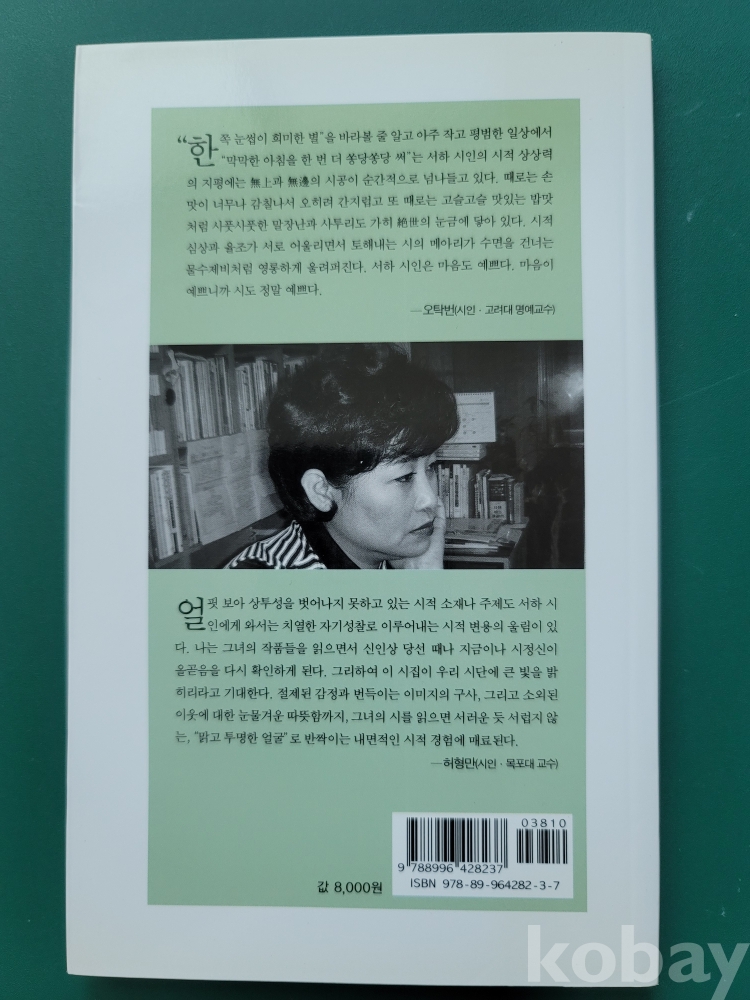 “한쪽 눈썹이 희미한 별”을 바라볼 줄 알고 아주 작고 평범한 일상에서
“막막한 아침을 한 번 더 쏭당쏭당 써”는 서하 시인의 시적 상상력
의 지평에는 無上과 無邊의 시공이 순간적으로 넘나들고 있다. 때로는 손
맛이 너무나 감칠나서 오히려 간지럽고 또 때로는 고슬고슬 맛있는 밥맛
처럼 사풋사풋한 말장난과 사투리도 가히 絶世의 눈금에 닿아 있다. 시적
심상과 율조가 서로 어울리면서 토해내는 시의 메아리가 수면을 건너는
물수제비처럼 영롱하게 울려퍼진다. 서하 시인은 마음도 예쁘다. 마음이
예쁘니까 시도 정말 예쁘다.
—오탁번(시인 · 고려대 명예교수)
얼핏 보아 상투성을 벗어나지 못하고 있는 시적 소재나 주제도 서하 시
인에게 와서는 치열한 자기성찰로 이루어내는 시적 변용의 울림이 있
다. 나는 그녀의 작품들을 읽으면서 신인상 당선 때나 지금이나 시정신이
올곧음을 다시 확인하게 된다. 그리하여 이 시집이 우리 시단에 큰 빛을 밝
히리라고 기대한다. 절제된 감정과 번득이는 이미지의 구사, 그리고 소외된
이웃에 대한 눈물겨운 따뜻함까지, 그녀의 시를 읽으면 서러운 듯 서럽지 않
는, “맑고 투명한 얼굴”로 반짝이는 내면적인 시적 경험에 매료된다.
—허형만(시인 · 목포대 교수)
03810
9 788996 428237
ISBN 978-89-964282-3-7
값 8,000원
kobay